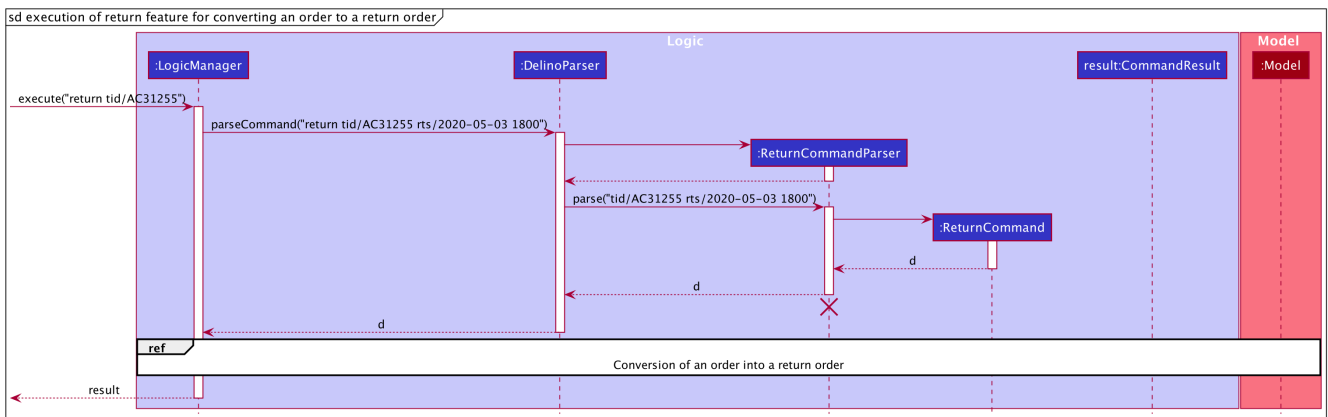 sd execution of return feature for converting an order to a return order
Logic
Model
:LogicManager
:DelinoParser
result:CommandResult
:Model
execute("return tid/AC31255")
parseCommand("return tid/AC31255 rts/2020-05-03 1800")
:ReturnCommandParser
parse("tid/AC31255 rts/2020-05-03 1800")
:ReturnCommand
d
d
d
ref
Conversion of an order into a return order
result